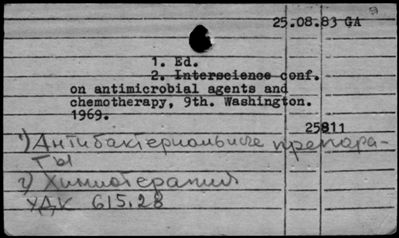 25.08.83 GA
1. Ed.
2. Interscience conf.
on antimicrobial agents and
chemotherapy, 9th. Washington.
1969.
25811
1) Антибактериальные препара-
ты
2) Химиотерапия
УДК 615.28